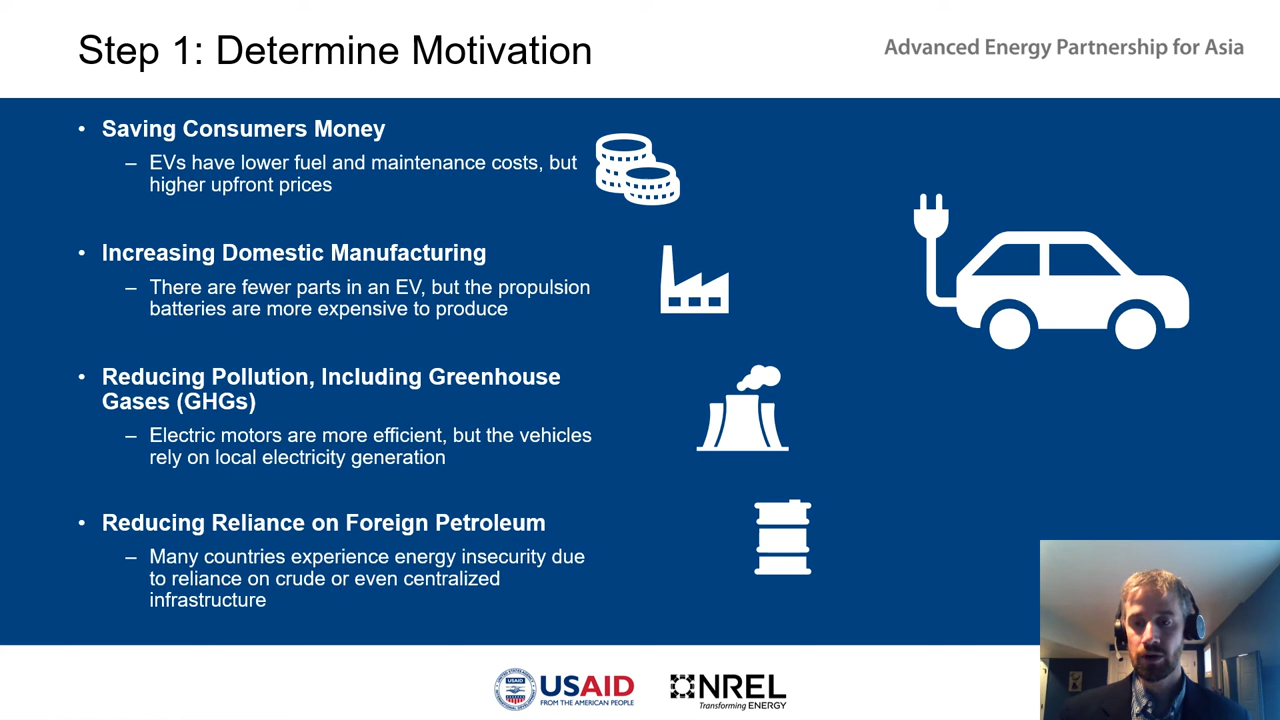 Step 1: Determine Motivation
Advanced Energy Partnership for Asia
• Saving Consumers Money
– EVs have lower fuel and maintenance costs, but
higher upfront prices
• Increasing Domestic Manufacturing
– There are fewer parts in an EV, but the propulsion
batteries are more expensive to produce
• Reducing Pollution, Including Greenhouse
Gases (GHGs)
– Electric motors are more efficient, but the vehicles
rely on local electricity generation
• Reducing Reliance on Foreign Petroleum
– Many countries experience energy insecurity due
to reliance on crude or even centralized
infrastructure
USAID
USAID
FROM THE AMERICAN PEOPLE
NREL
Transforming ENERGY